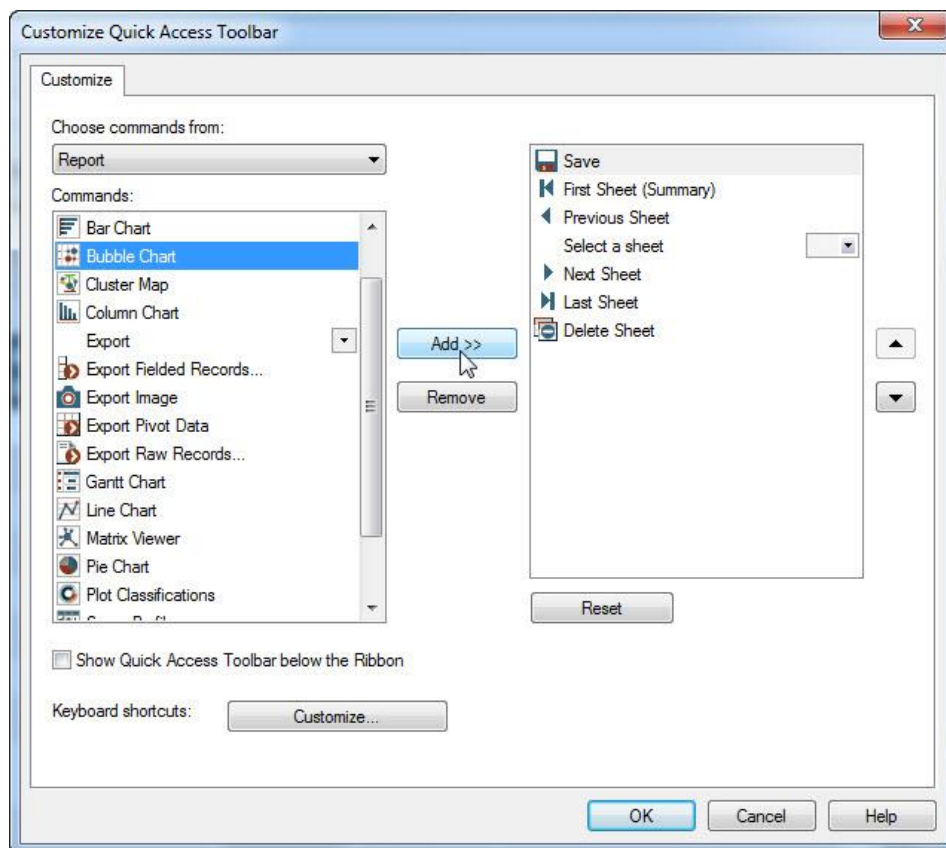 Customize Quick Access Toolbar
Customize
Choose commands from:
Report
Commands:
Bar Chart
Bubble Chart
Cluster Map
Column Chart
Export
Export Fielded Records...
Export Image
Export Pivot Data
Export Raw Records...
Gantt Chart
Line Chart
Matrix Viewer
Pie Chart
Plot Classifications
Add >>
Remove
Save
First Sheet (Summary)
Previous Sheet
Select a sheet
Next Sheet
Last Sheet
Delete Sheet
Reset
Show Quick Access Toolbar below the Ribbon
Keyboard shortcuts:
Customize...
OK
Cancel
Help